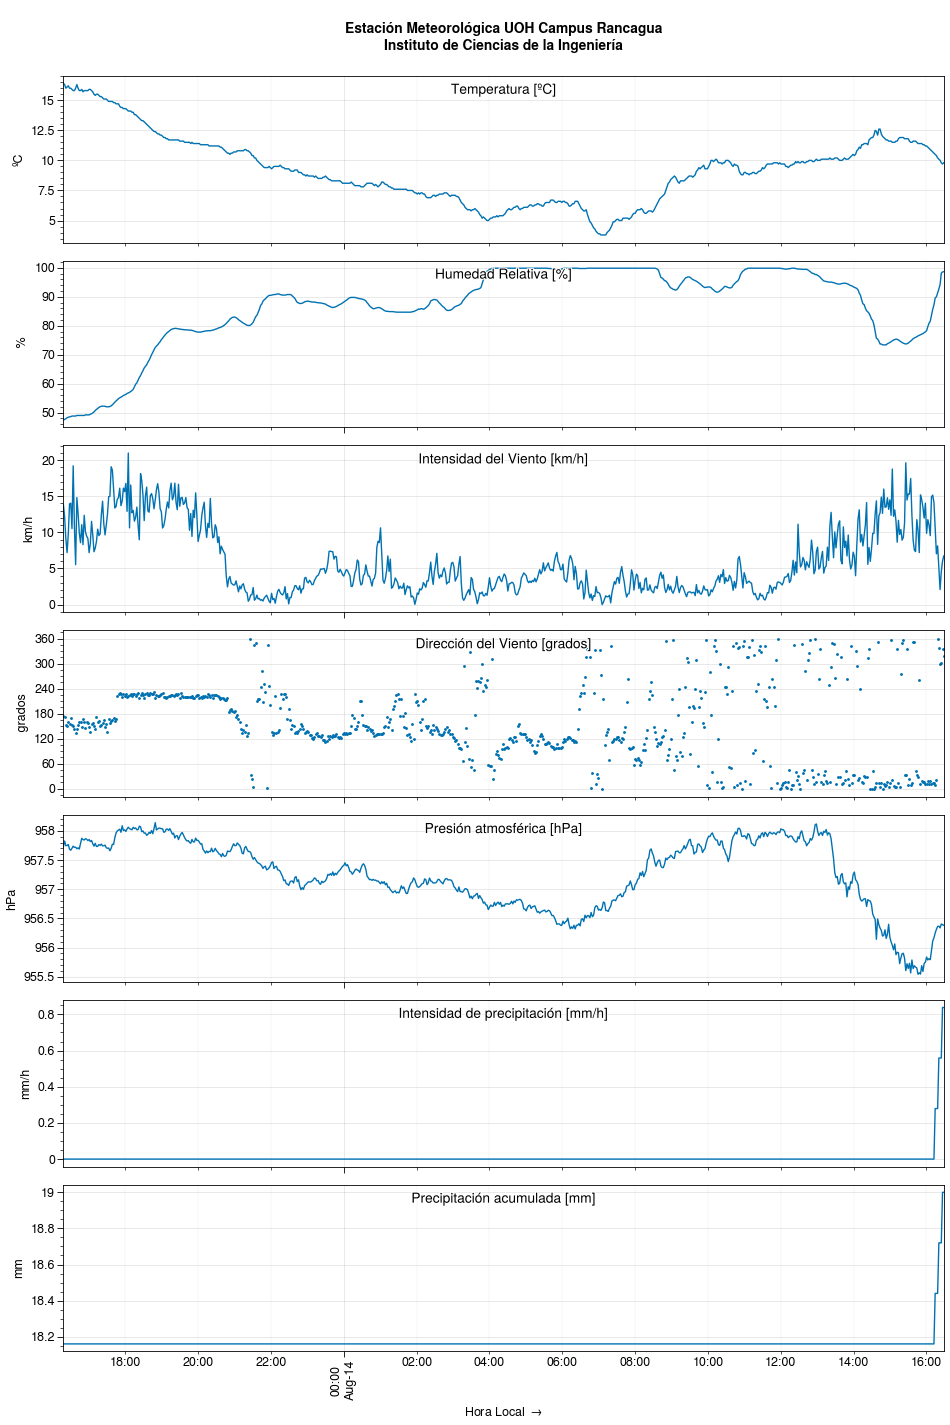 Estación Meteorológica UOH Campus Rancagua
Instituto de Ciencias de la Ingeniería
Temperatura [ºC]
ºC
15
12.5
10
7.5
5
Humedad Relativa [%]
%
100
90
80
70
60
50
Intensidad del Viento [km/h]
km/h
20
15
10
5
0
Dirección del Viento [grados]
grados
360
300
240
180
120
60
0
Presión atmosférica [hPa]
hPa
958
957.5
957
956.5
956
955.5
Intensidad de precipitación [mm/h]
mm/h
0.8
0.6
0.4
0.2
0
Precipitación acumulada [mm]
mm
19
18.8
18.6
18.4
18.2
18:00 20:00 22:00 00:00 02:00 04:00 06:00 08:00 10:00 12:00 14:00 16:00
Aug-14
Hora Local →